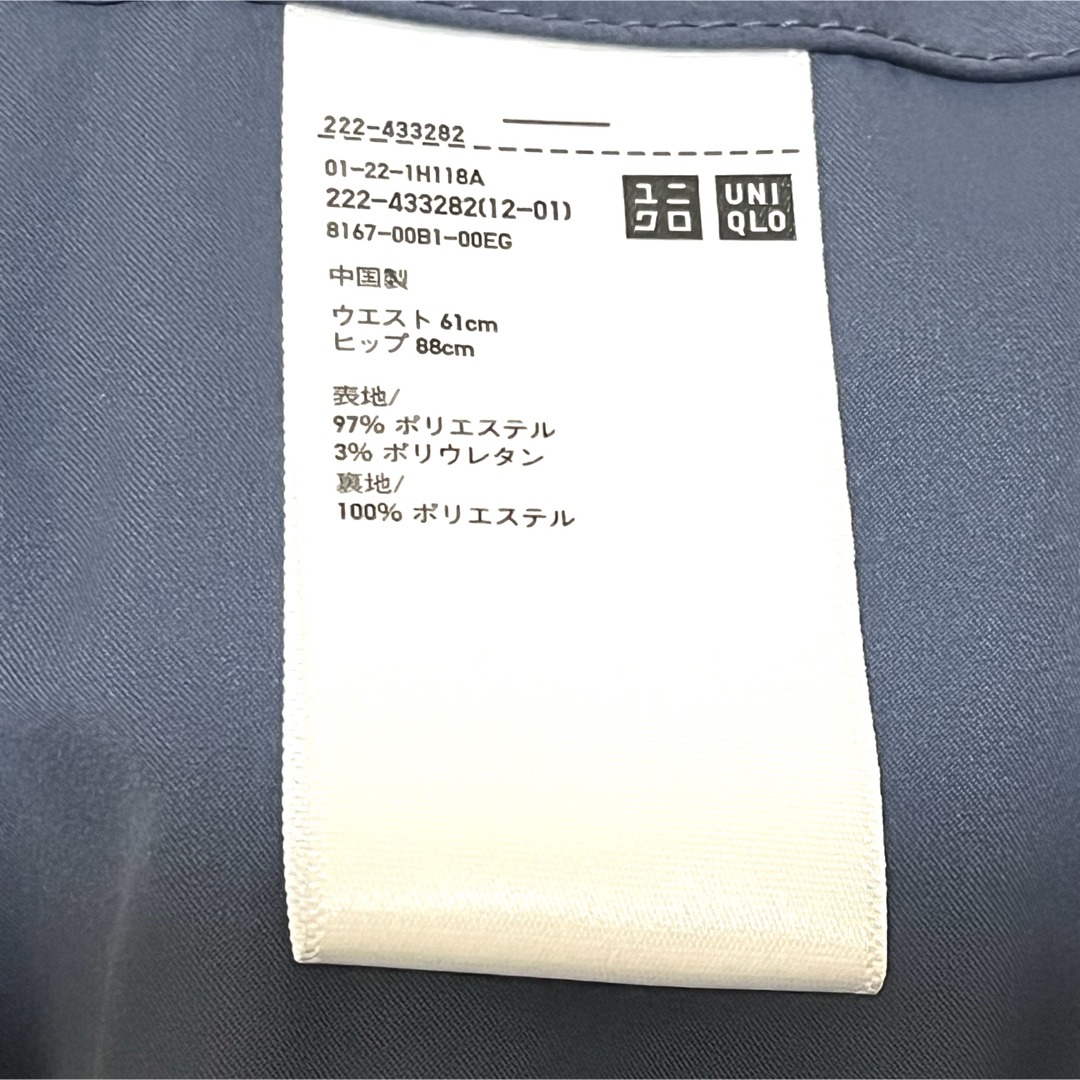 222-433282
01-22-1H118A
222-433282(12-01)
8167-00B1-00EG
ユニ
クロ
UNI
QLO
中国製
ウエスト 61cm
ヒップ 88cm
表地/
97% ポリエステル
3% ポリウレタン
裏地/
100% ポリエステル